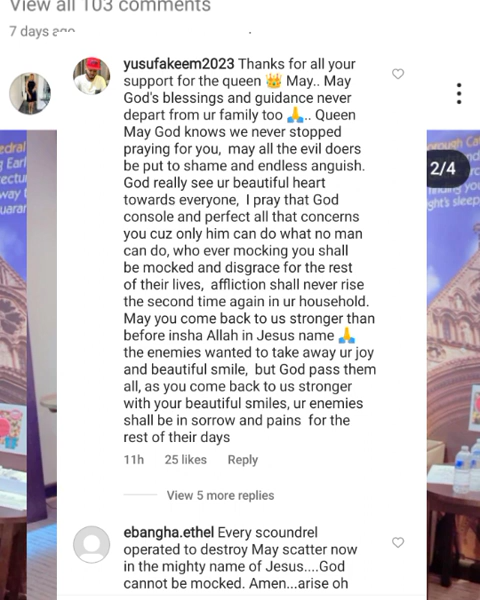 View all 103 comments
7 days ago
yusufakeem2023 Thanks for all your
support for the queen 👑 May.. May
God's blessings and guidance never
depart from ur family too 🙏.. Queen
May God knows we never stopped
praying for you, may all the evil doers
be put to shame and endless anguish.
God really see ur beautiful heart
towards everyone, I pray that God
console and perfect all that concerns
you cuz only him can do what no man
can do, who ever mocking you shall
be mocked and disgrace for the rest
of their lives, affliction shall never rise
the second time again in ur household.
May you come back to us stronger than
before insha Allah in Jesus name 🙏
the enemies wanted to take away ur joy
and beautiful smile, but God pass them
all, as you come back to us stronger
with your beautiful smiles, ur enemies
shall be in sorrow and pains for the
rest of their days
11h 25 likes Reply
View 5 more replies
ebangha.ethel Every scoundrel
operated to destroy May scatter now
in the mighty name of Jesus....God
cannot be mocked. Amen...arise oh
2/4